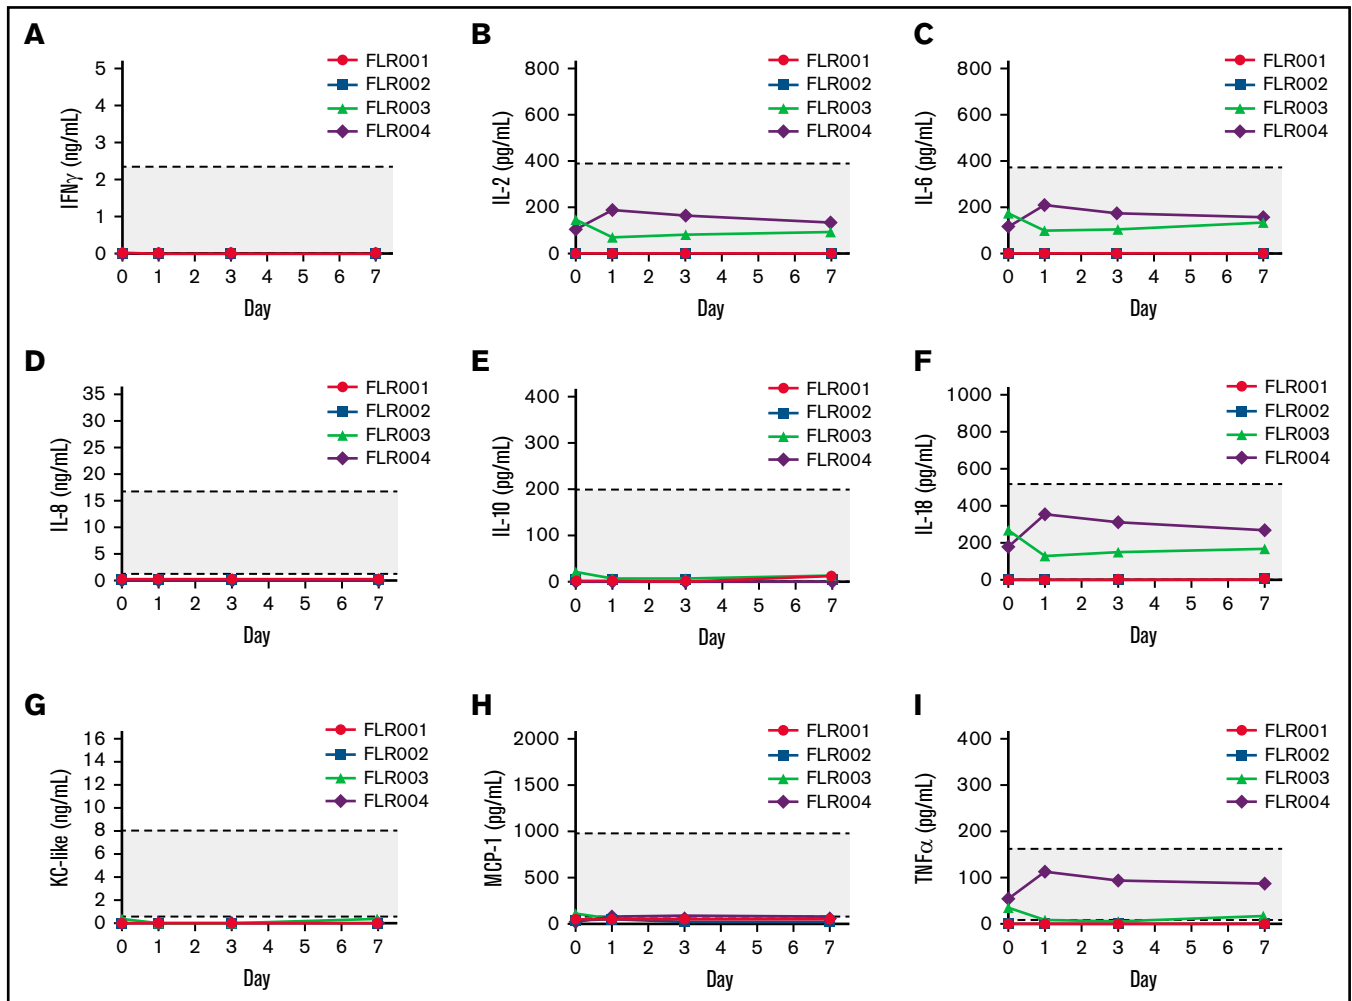 A
IFNγ (ng/mL)
5
4
3
2
1
0
0 1 2 3 4 5 6 7
Day
FLR001
FLR002
FLR003
FLR004
B
IL-2 (pg/mL)
800
600
400
200
0
0 1 2 3 4 5 6 7
Day
FLR001
FLR002
FLR003
FLR004
C
IL-6 (pg/mL)
800
600
400
200
0
0 1 2 3 4 5 6 7
Day
FLR001
FLR002
FLR003
FLR004
D
IL-8 (ng/mL)
35
30
25
20
15
10
5
0
0 1 2 3 4 5 6 7
Day
FLR001
FLR002
FLR003
FLR004
E
IL-10 (pg/mL)
400
300
200
100
0
0 1 2 3 4 5 6 7
Day
FLR001
FLR002
FLR003
FLR004
F
IL-18 (pg/mL)
1000
800
600
400
200
0
0 1 2 3 4 5 6 7
Day
FLR001
FLR002
FLR003
FLR004
G
KC-like (ng/mL)
16
14
12
10
8
6
4
2
0
0 1 2 3 4 5 6 7
Day
FLR001
FLR002
FLR003
FLR004
H
MCP-1 (pg/mL)
2000
1500
1000
500
0
0 1 2 3 4 5 6 7
Day
FLR001
FLR002
FLR003
FLR004
I
TNFα (pg/mL)
400
300
200
100
0
0 1 2 3 4 5 6 7
Day
FLR001
FLR002
FLR003
FLR004